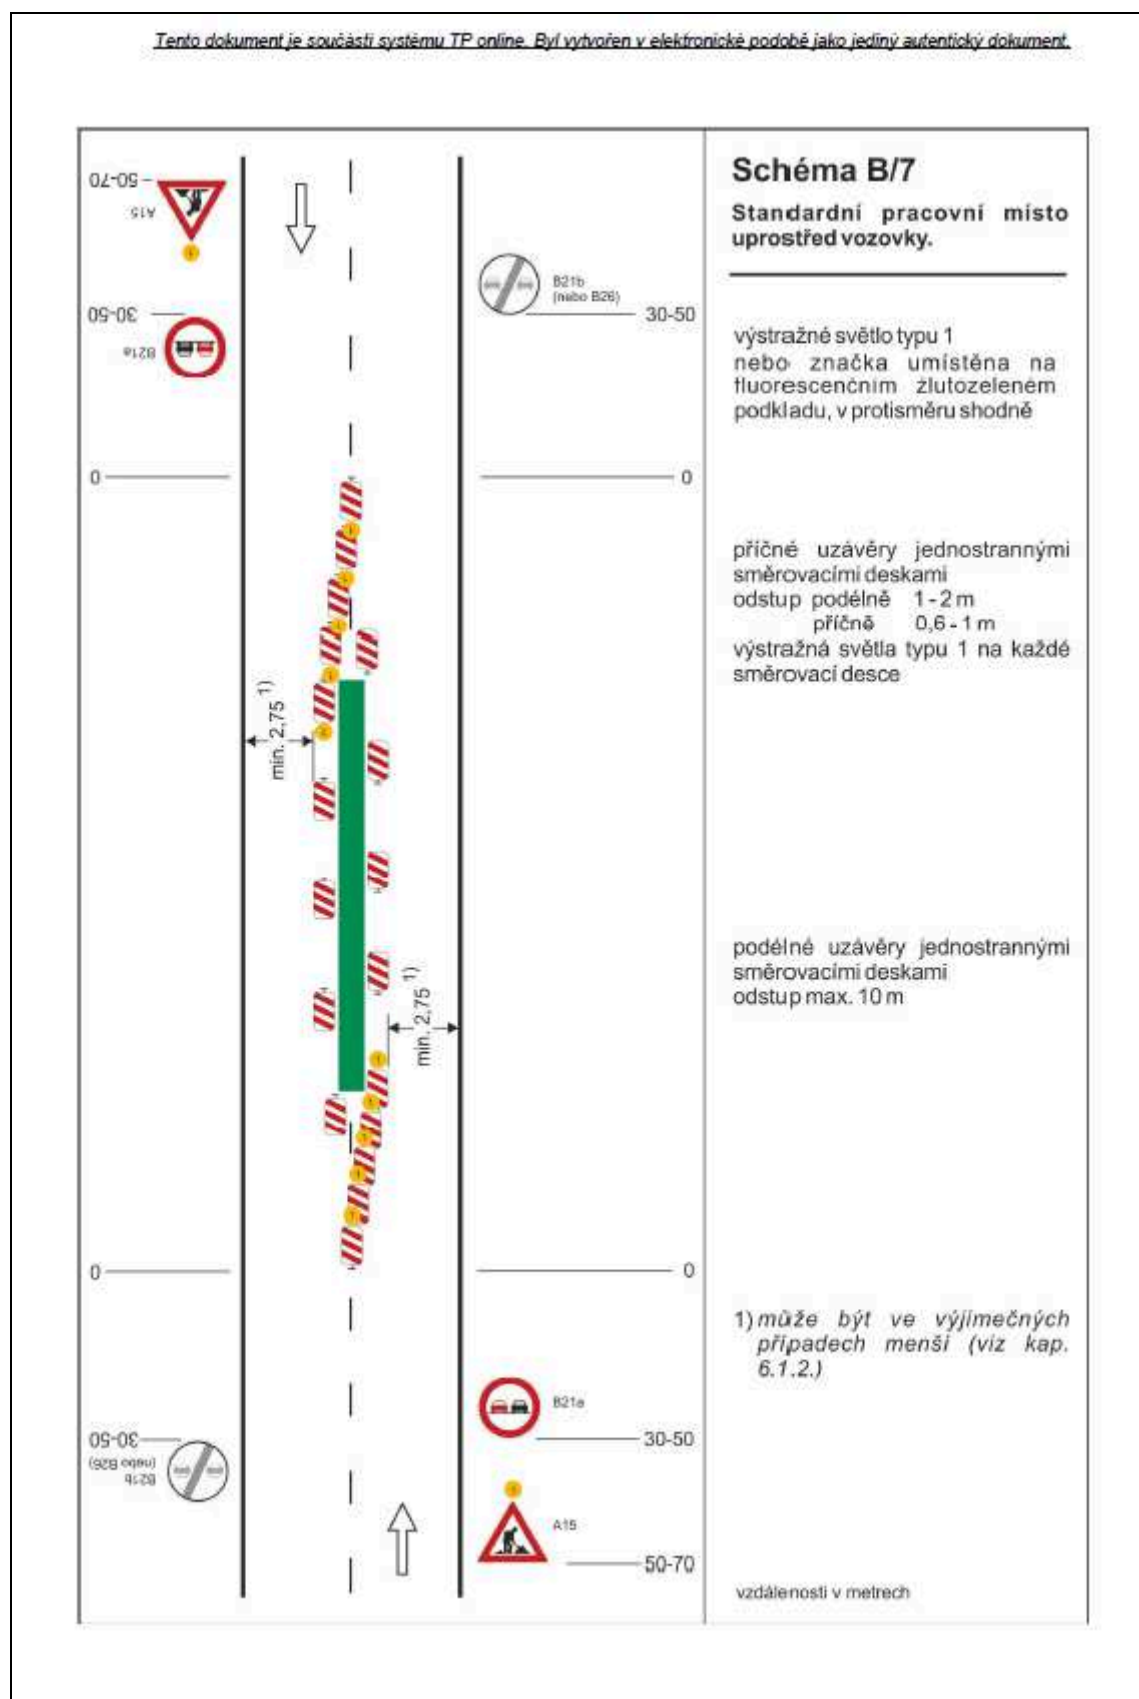 Tento dokument je součástí systému TP online. Byl vytvořen v elektronické podobě jako jediný autentický dokument.
Schéma B/7
Standardní pracovní místo
uprostřed vozovky.
50-70
A15
30-50
B21a
B21b
(nebo B26)
30-50
výstražné světlo typu 1
nebo značka umístěna na
fluorescenčním žlutozeleném
podkladu, v protisměru shodně
0
0
příčné uzávěry jednostrannými
směrovacími deskami
odstup podélně 1 - 2 m
příčně 0,6 - 1 m
výstražná světla typu 1 na každé
směrovací desce
min. 2,75 1)
podélné uzávěry jednostrannými
směrovacími deskami
odstup max. 10 m
min. 2,75 1)
0
0
1) může být ve výjimečných
případech menší (viz kap.
6.1.2.)
B21a
30-50
30-50
B21b
(nebo B26)
A15
50-70
vzdálenosti v metrech